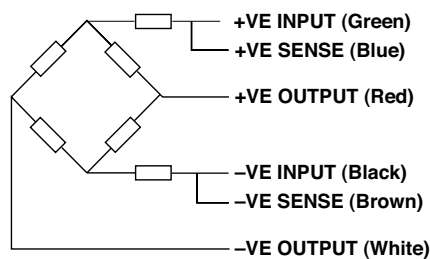 +VE INPUT (Green)
+VE SENSE (Blue)
+VE OUTPUT (Red)
–VE INPUT (Black)
–VE SENSE (Brown)
–VE OUTPUT (White)